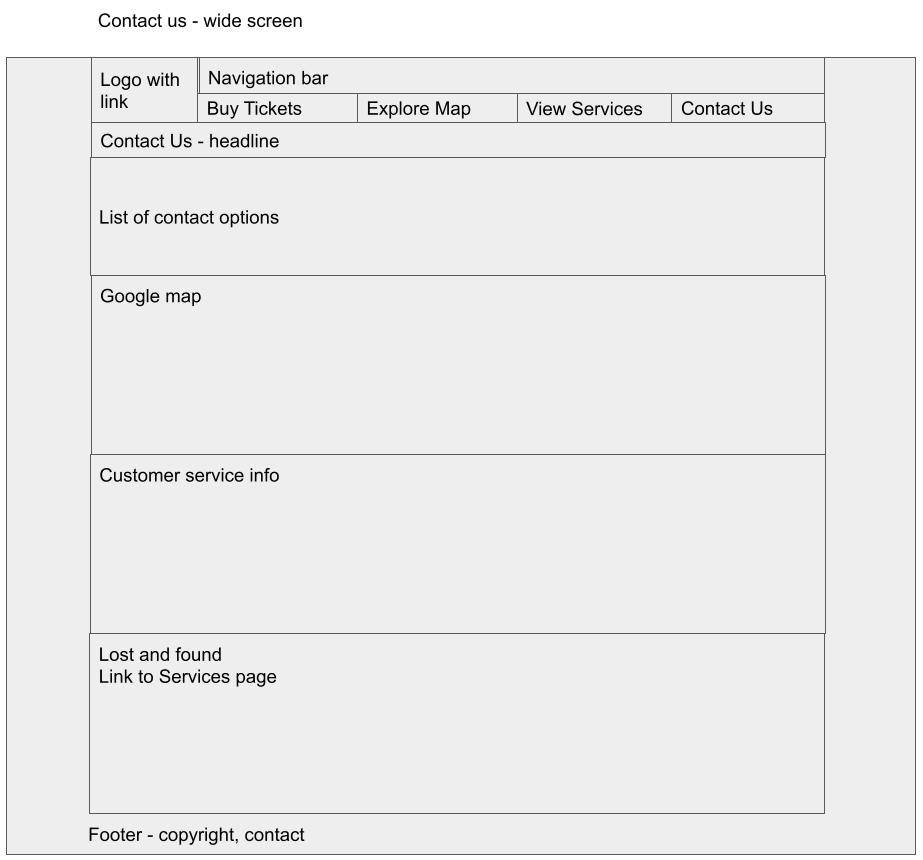 Contact us - wide screen
Logo with
link
Navigation bar
Buy Tickets
Explore Map
View Services
Contact Us
Contact Us - headline
List of contact options
Google map
Customer service info
Lost and found
Link to Services page
Footer - copyright, contact